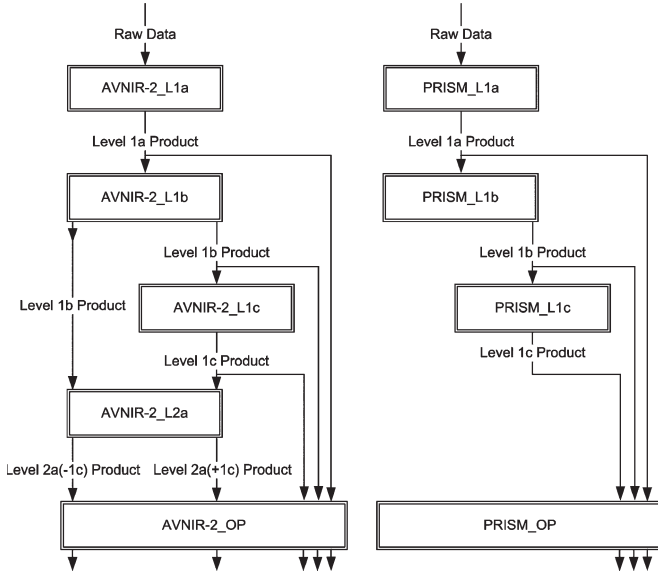 Raw Data
Raw Data
AVNIR-2_L1a
PRISM_L1a
Level 1a Product
Level 1a Product
AVNIR-2_L1b
PRISM_L1b
Level 1b Product
Level 1b Product
Level 1b Product
AVNIR-2_L1c
PRISM_L1c
Level 1c Product
Level 1c Product
AVNIR-2_L2a
Level 2a(-1c) Product
Level 2a(+1c) Product
AVNIR-2_OP
PRISM_OP